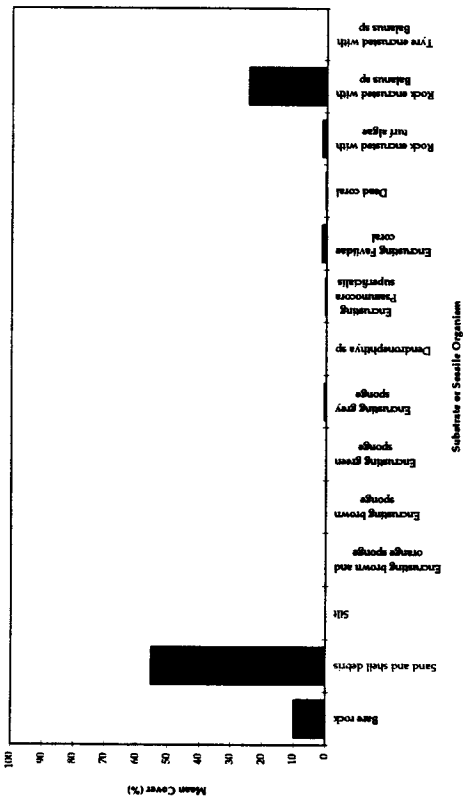 Mean Cover (%)
100
90
80
70
60
50
40
30
20
10
0
Bare rock
Sand and shell debris
Silt
Encrusting brown and
orange sponge
Encrusting brown
sponge
Encrusting green
sponge
Encrusting grey
sponge
Dendronephthya sp
Encrusting
Psammocora
superficialis
Encrusting Faviidae
coral
Dead coral
Rock encrusted with
turf algae
Rock encrusted with
Balanus sp
Tyre encrusted with
Balanus sp
Substrate or Sessile Organism